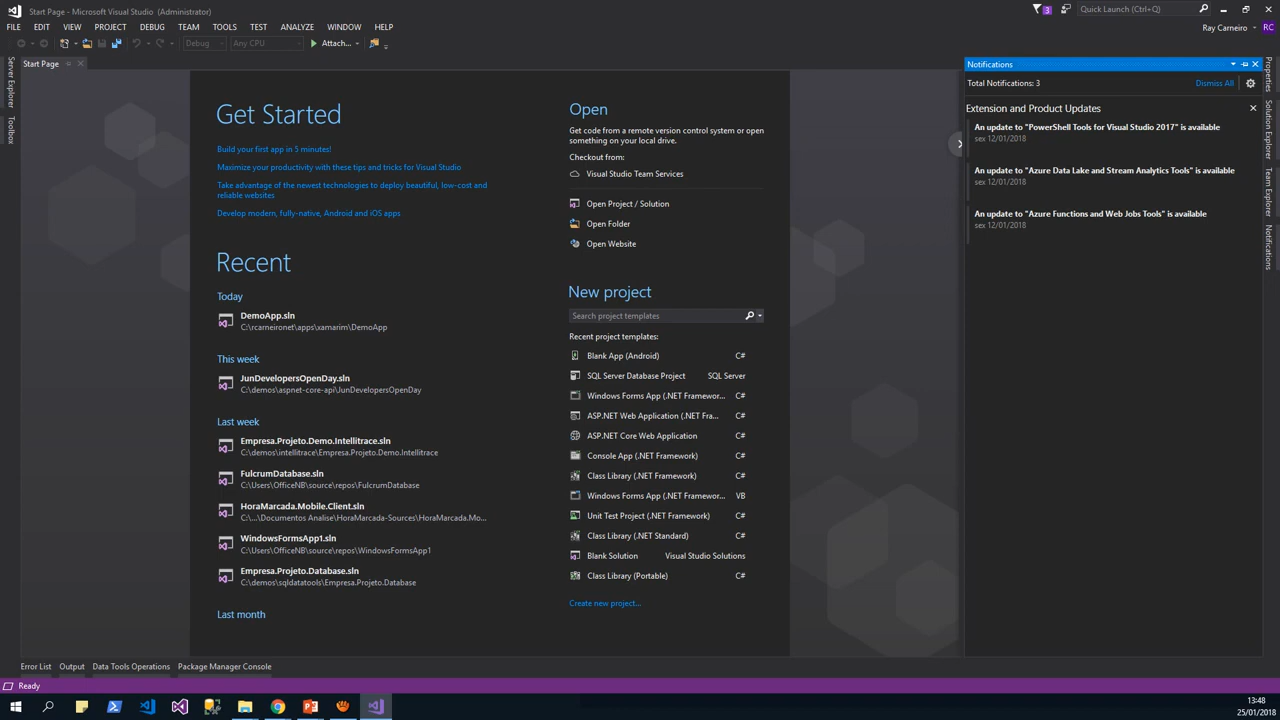 Start Page - Microsoft Visual Studio (Administrator)
3
Quick Launch (Ctrl+Q)
FILE EDIT VIEW PROJECT DEBUG TEAM TOOLS TEST ANALYZE WINDOW HELP
Ray Carneiro RC
Debug Any CPU Attach...
Server Explorer
Toolbox
Start Page
Get Started
Build your first app in 5 minutes!
Maximize your productivity with these tips and tricks for Visual Studio
Take advantage of the newest technologies to deploy beautiful, low-cost and
reliable websites
Develop modern, fully-native, Android and iOS apps
Recent
Today
DemoApp.sln
C:\rcarneironet\apps\xamarim\DemoApp
This week
JunDevelopersOpenDay.sln
C:\demos\aspnet-core-api\JunDevelopersOpenDay
Last week
Empresa.Projeto.Demo.Intellitrace.sln
C:\demos\intellitrace\Empresa.Projeto.Demo.Intellitrace
FulcrumDatabase.sln
C:\Users\OfficeNB\source\repos\FulcrumDatabase
HoraMarcada.Mobile.Client.sln
C:\...\Documentos Analise\HoraMarcada-Sources\HoraMarcada.Mo...
WindowsFormsApp1.sln
C:\Users\OfficeNB\source\repos\WindowsFormsApp1
Empresa.Projeto.Database.sln
C:\demos\sqldatatools\Empresa.Projeto.Database
Last month
Open
Get code from a remote version control system or open
something on your local drive.
Checkout from:
Visual Studio Team Services
Open Project / Solution
Open Folder
Open Website
New project
Search project templates
Recent project templates:
Blank App (Android) C#
SQL Server Database Project SQL Server
Windows Forms App (.NET Framewor... C#
ASP.NET Web Application (.NET Fra... C#
ASP.NET Core Web Application C#
Console App (.NET Framework) C#
Class Library (.NET Framework) C#
Windows Forms App (.NET Framewor... VB
Unit Test Project (.NET Framework) C#
Class Library (.NET Standard) C#
Blank Solution Visual Studio Solutions
Class Library (Portable) C#
Create new project...
Notifications
Total Notifications: 3 Dismiss All
Extension and Product Updates
An update to "PowerShell Tools for Visual Studio 2017" is available
sex 12/01/2018
An update to "Azure Data Lake and Stream Analytics Tools" is available
sex 12/01/2018
An update to "Azure Functions and Web Jobs Tools" is available
sex 12/01/2018
Properties
Solution Explorer
Team Explorer
Notifications
Error List Output Data Tools Operations Package Manager Console
Ready
13:48
25/01/2018